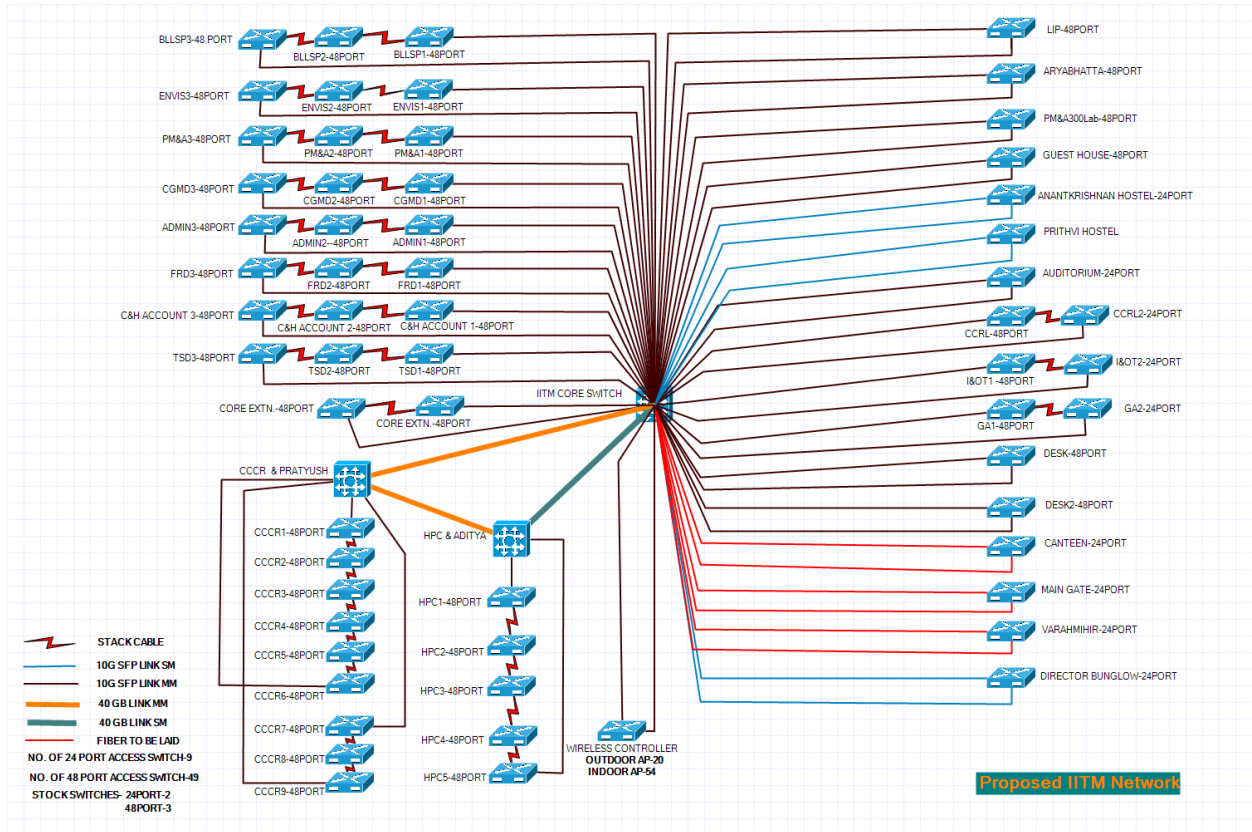 BLLSP3-48 PORT
BLLSP2-48PORT
BLLSP1-48PORT
ENVIS3-48PORT
ENVIS2-48PORT
ENVIS1-48PORT
PM&A3-48PORT
PM&A2-48PORT
PM&A1-48PORT
CGMD3-48PORT
CGMD2-48PORT
CGMD1-48PORT
ADMIN3-48PORT
ADMIN2--48PORT
ADMIN1-48PORT
FRD3-48PORT
FRD2-48PORT
FRD1-48PORT
C&H ACCOUNT 3-48PORT
C&H ACCOUNT 2-48PORT
C&H ACCOUNT 1-48PORT
TSD3-48PORT
TSD2-48PORT
TSD1-48PORT
IITM CORE SWITCH
CORE EXTN.-48PORT
CORE EXTN.-48PORT
LIP-48PORT
ARYABHATTA-48PORT
PM&A300Lab-48PORT
GUEST HOUSE-48PORT
ANANTKRISHNAN HOSTEL-24PORT
PRITHVI HOSTEL
AUDITORIUM-24PORT
CCRL-48PORT
CCRL2-24PORT
I&OT1 -48PORT
I&OT2-24PORT
GA1-48PORT
GA2-24PORT
DESK-48PORT
DESK2-48PORT
CANTEEN-24PORT
MAIN GATE-24PORT
VARAHMIHIR-24PORT
DIRECTOR BUNGLOW-24PORT
CCCR & PRATYUSH
CCCR1-48PORT
CCCR2-48PORT
CCCR3-48PORT
CCCR4-48PORT
CCCR5-48PORT
CCCR6-48PORT
CCCR7-48PORT
CCCR8-48PORT
CCCR9-48PORT
HPC & ADITYA
HPC1-48PORT
HPC2-48PORT
HPC3-48PORT
HPC4-48PORT
HPC5-48PORT
WIRELESS CONTROLLER
OUTDOOR AP-20
INDOOR AP-54
STACK CABLE
10G SFP LINK SM
10G SFP LINK MM
40 GB LINK MM
40 GB LINK SM
FIBER TO BE LAID
NO. OF 24 PORT ACCESS SWITCH-9
NO. OF 48 PORT ACCESS SWITCH-49
STOCK SWITCHES- 24PORT-2
48PORT-3
Proposed IITM Network